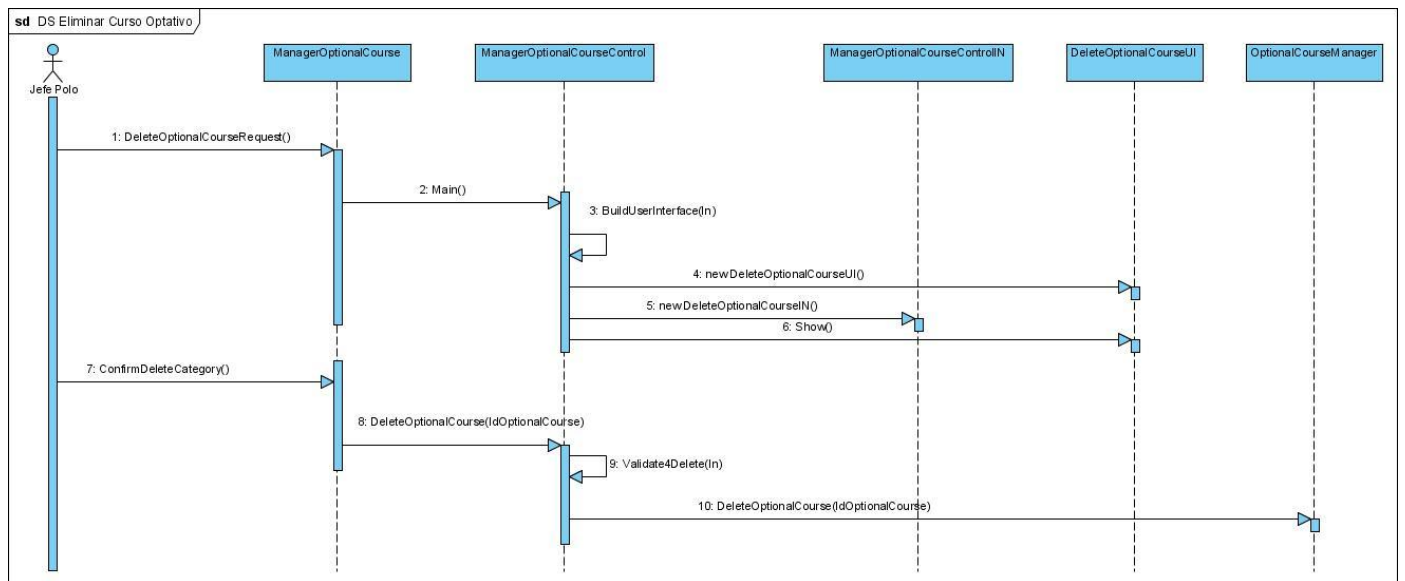 sd DS Eliminar Curso Optativo
Jefe Polo
ManagerOptionalCourse
ManagerOptionalCourseControl
ManagerOptionalCourseControlIN
DeleteOptionalCourseUI
OptionalCourseManager
1: DeleteOptionalCourseRequest()
2: Main()
3: BuildUserInterface(In)
4: newDeleteOptionalCourseUI()
5: newDeleteOptionalCourseIN()
6: Show()
7: ConfirmDeleteCategory()
8: DeleteOptionalCourse(IdOptionalCourse)
9: Validate4Delete(In)
10: DeleteOptionalCourse(IdOptionalCourse)